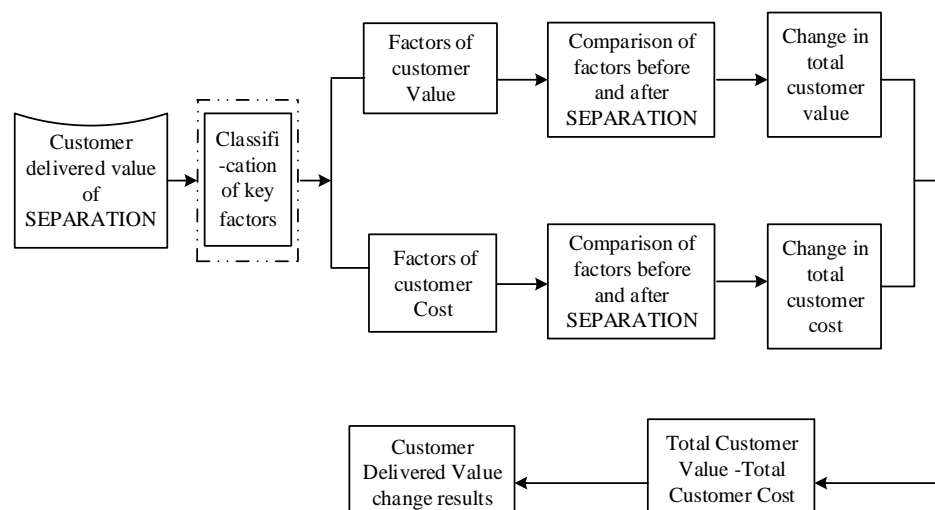 Customer
delivered value
of
SEPARATION
Classifi
-cation
of key
factors
Factors of
customer
Value
Comparison of
factors before
and after
SEPARATION
Change in
total
customer
value
Factors of
customer
Cost
Comparison of
factors before
and after
SEPARATION
Change in
total
customer
cost
Total Customer
Value -Total
Customer Cost
Customer
Delivered Value
change results